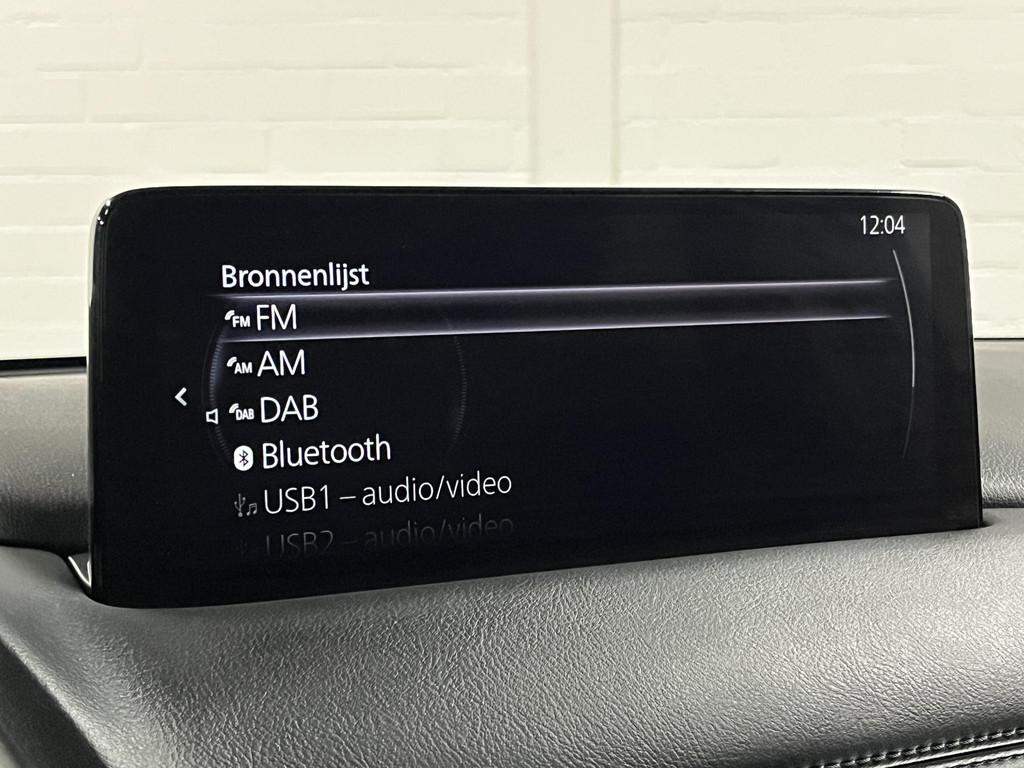 12:04
Bronnenlijst
FM FM
AM AM
DAB DAB
Bluetooth
USB1 – audio/video
USB2 – audio/video